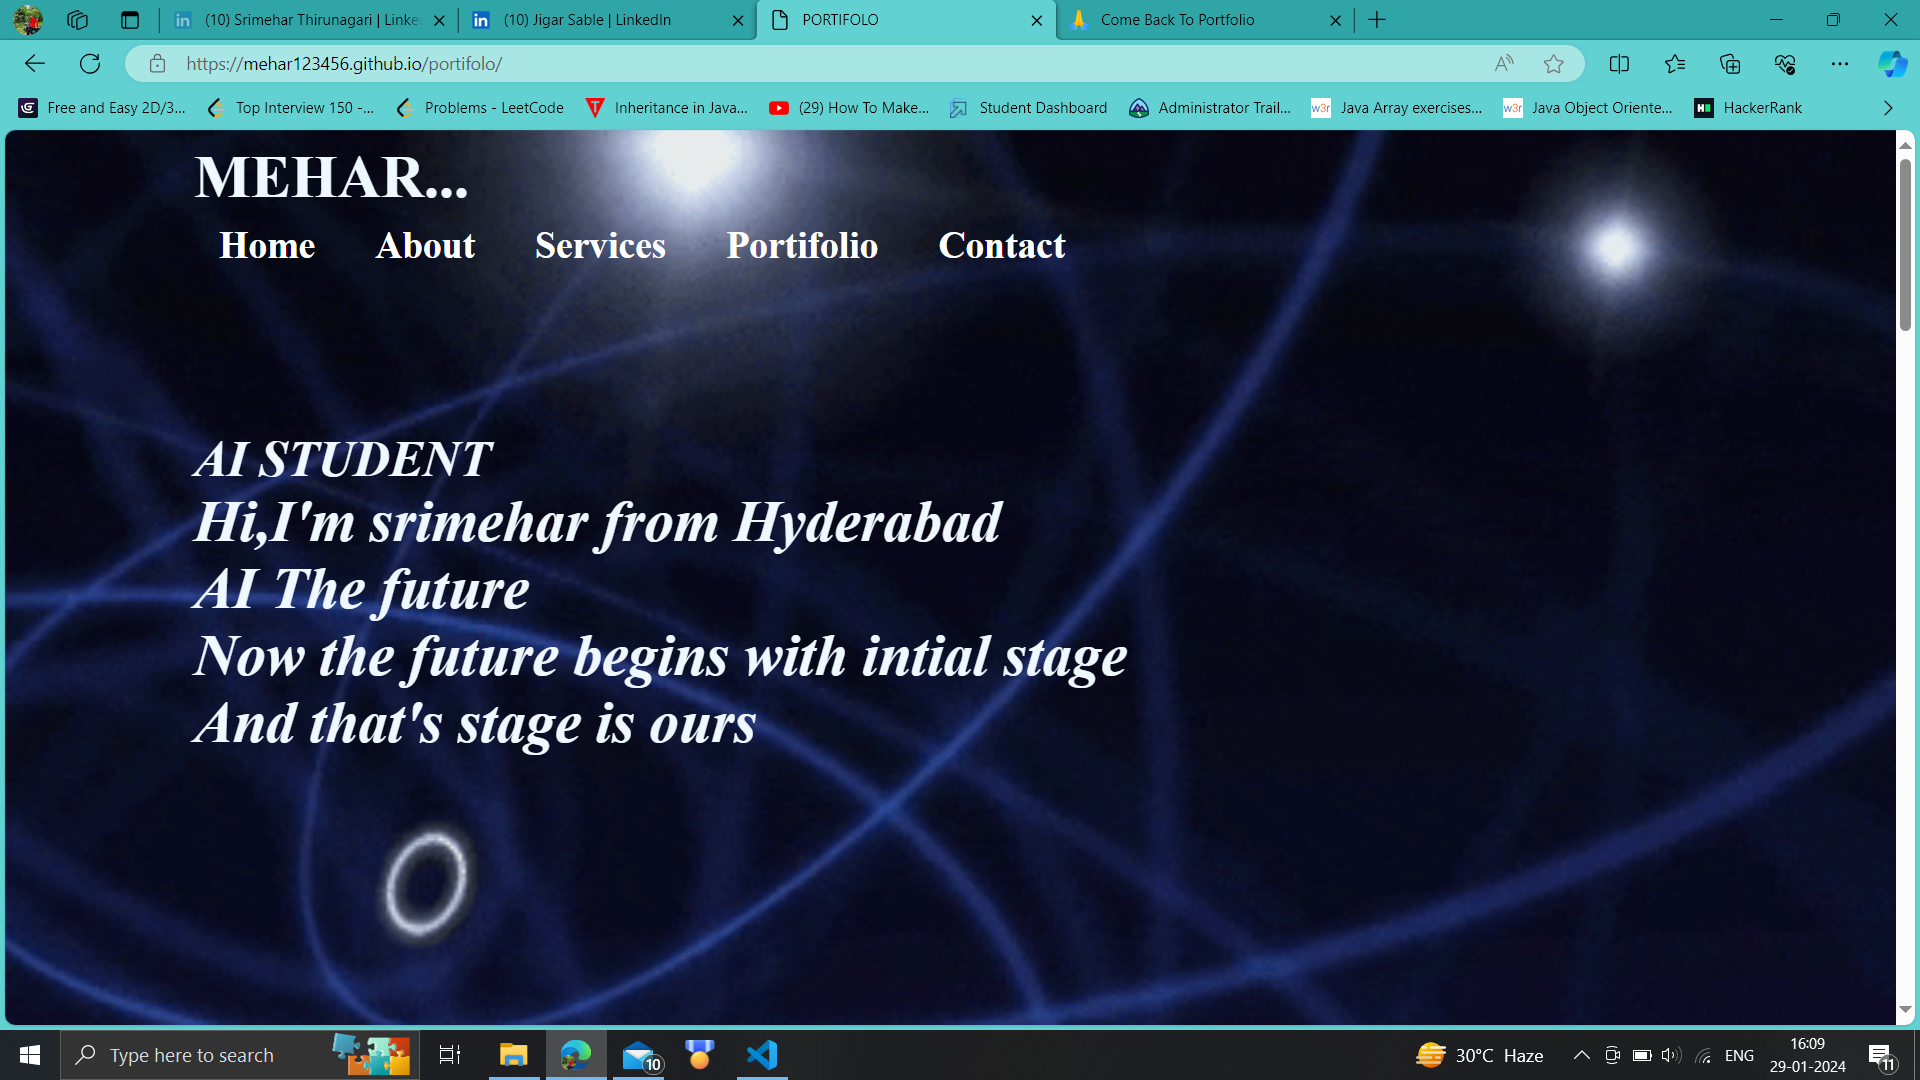 (10) Srimehar Thirunagari | Linke
(10) Jigar Sable | LinkedIn
PORTIFOLO
Come Back To Portfolio
https://mehar123456.github.io/portifolo/
Free and Easy 2D/3...
Top Interview 150 -...
Problems - LeetCode
Inheritance in Java...
(29) How To Make...
Student Dashboard
Administrator Trail...
w3r
Java Array exercises...
w3r
Java Object Oriente...
HackerRank
MEHAR...
Home
About
Services
Portifolio
Contact
AI STUDENT
Hi,I'm srimehar from Hyderabad
AI The future
Now the future begins with intial stage
And that's stage is ours
Type here to search
10
30°C Haze
ENG
16:09
29-01-2024
11